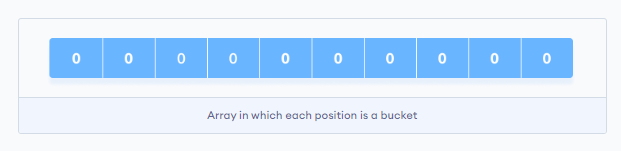 0 0 0 0 0 0 0 0 0 0
Array in which each position is a bucket